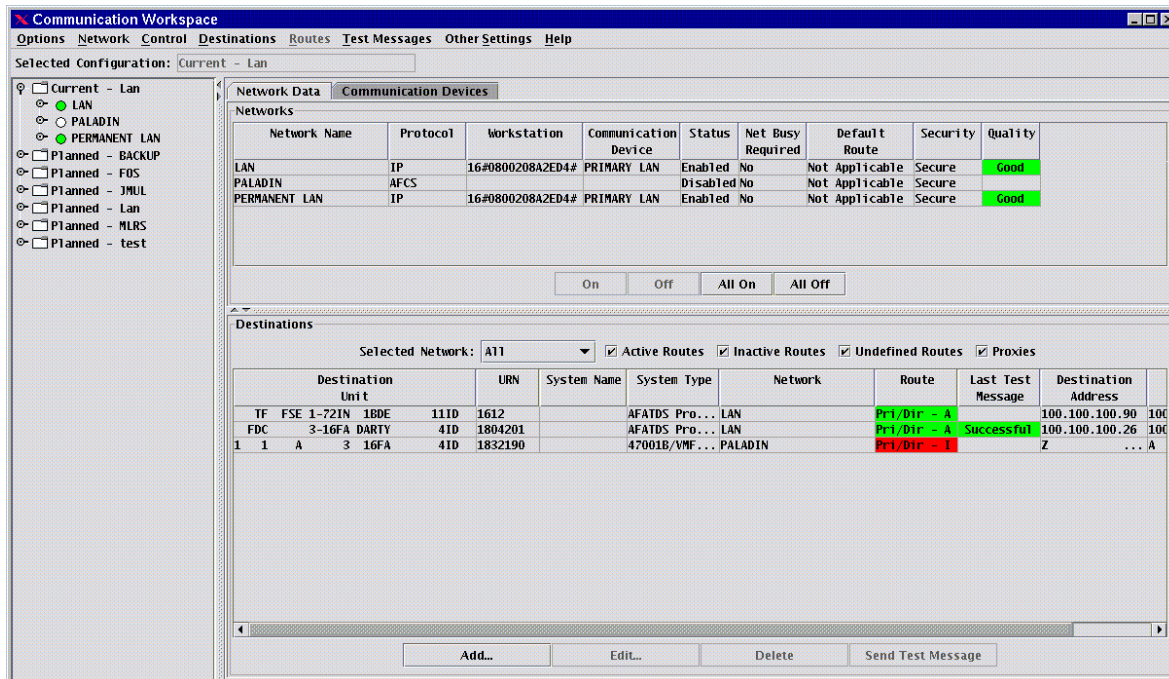 Communication Workspace
Options Network Control Destinations Routes Test Messages Other Settings Help
Selected Configuration: Current - Lan
Current - Lan
LAN
PALADIN
PERMANENT LAN
Planned - BACKUP
Planned - FOS
Planned - JMUL
Planned - Lan
Planned - MLRS
Planned - test
Network Data Communication Devices
Networks
Network Name Protocol Workstation Communication Device Status Net Busy Required Default Route Security Quality
LAN IP 16#0800208A2ED4# PRIMARY LAN Enabled No Not Applicable Secure Good
PALADIN AFCS Disabled No Not Applicable Secure
PERMANENT LAN IP 16#0800208A2ED4# PRIMARY LAN Enabled No Not Applicable Secure Good
On Off All On All Off
Destinations
Selected Network: All Active Routes Inactive Routes Undefined Routes Proxies
Destination Unit URN System Name System Type Network Route Last Test Message Destination Address
TF FSE 1-72IN 1BDE 11ID 1612 AFATDS Pro... LAN Pri/Dir - A 100.100.100.90 100
FDC 3-16FA DARTY 4ID 1804201 AFATDS Pro... LAN Pri/Dir - A Successful 100.100.100.26 100
1 1 A 3 16FA 4ID 1832190 47001B/VMF... PALADIN Pri/Dir - I Z ... A
Add... Edit... Delete Send Test Message